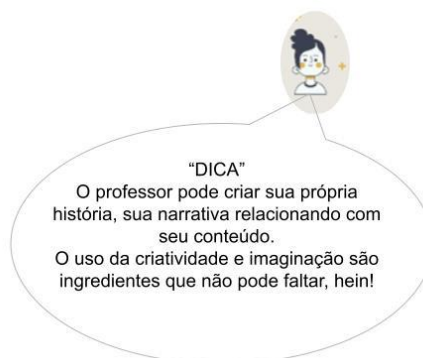 “DICA”
O professor pode criar sua própria
história, sua narrativa relacionando com
seu conteúdo.
O uso da criatividade e imaginação são
ingredientes que não pode faltar, hein!